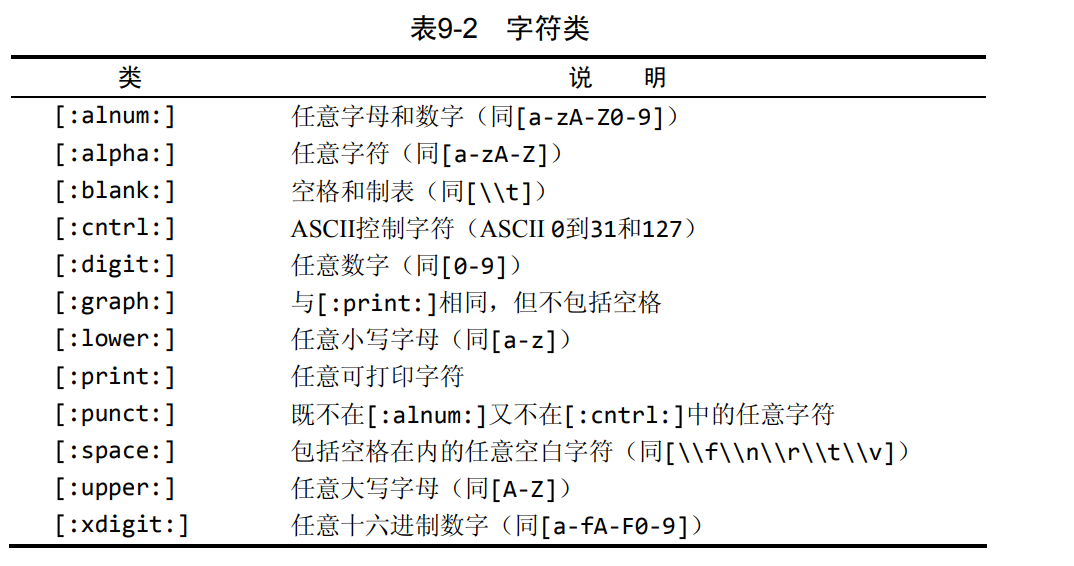 表9-2 字符类
类 说 明
[:alnum:] 任意字母和数字（同[a-zA-Z0-9]）
[:alpha:] 任意字符（同[a-zA-Z]）
[:blank:] 空格和制表（同[\\t]）
[:cntrl:] ASCII控制字符（ASCII 0到31和127）
[:digit:] 任意数字（同[0-9]）
[:graph:] 与[:print:]相同，但不包括空格
[:lower:] 任意小写字母（同[a-z]）
[:print:] 任意可打印字符
[:punct:] 既不在[:alnum:]又不在[:cntrl:]中的任意字符
[:space:] 包括空格在内的任意空白字符（同[\\f\\n\\r\\t\\v]）
[:upper:] 任意大写字母（同[A-Z]）
[:xdigit:] 任意十六进制数字（同[a-fA-F0-9]）